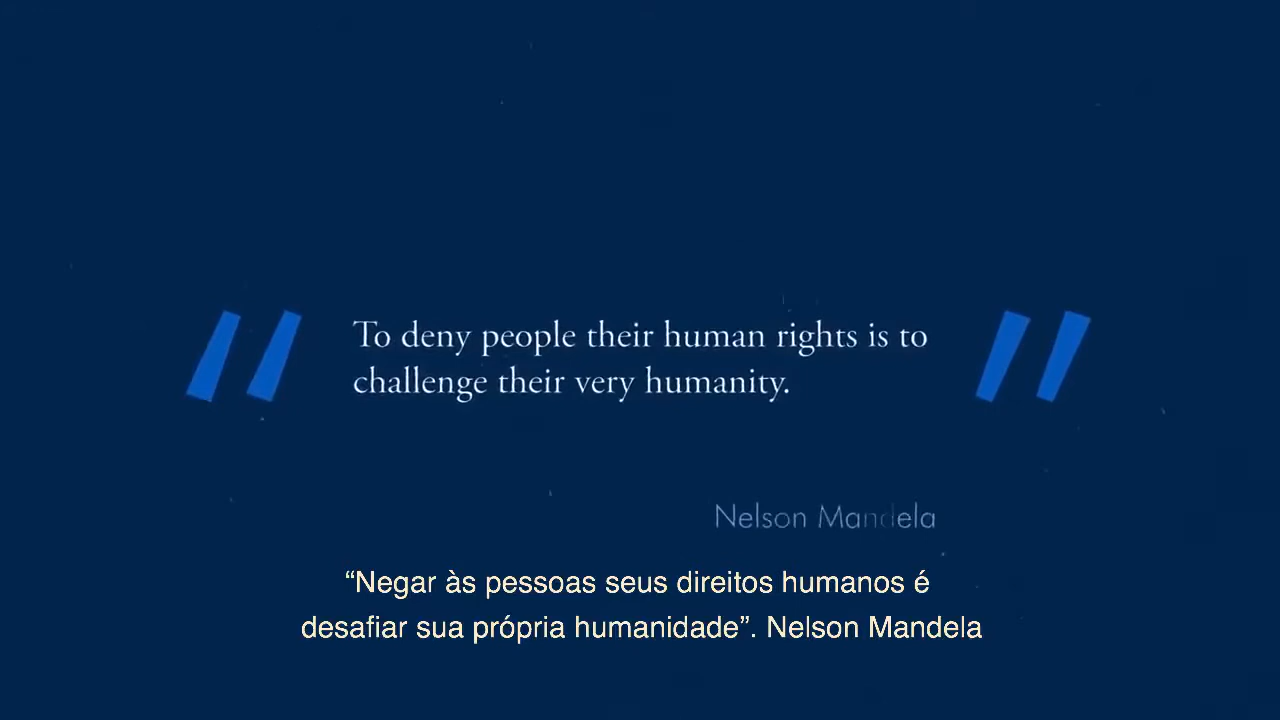 To deny people their human rights is to
challenge their very humanity.
Nelson Mandela
“Negar às pessoas seus direitos humanos é
desafiar sua própria humanidade”. Nelson Mandela